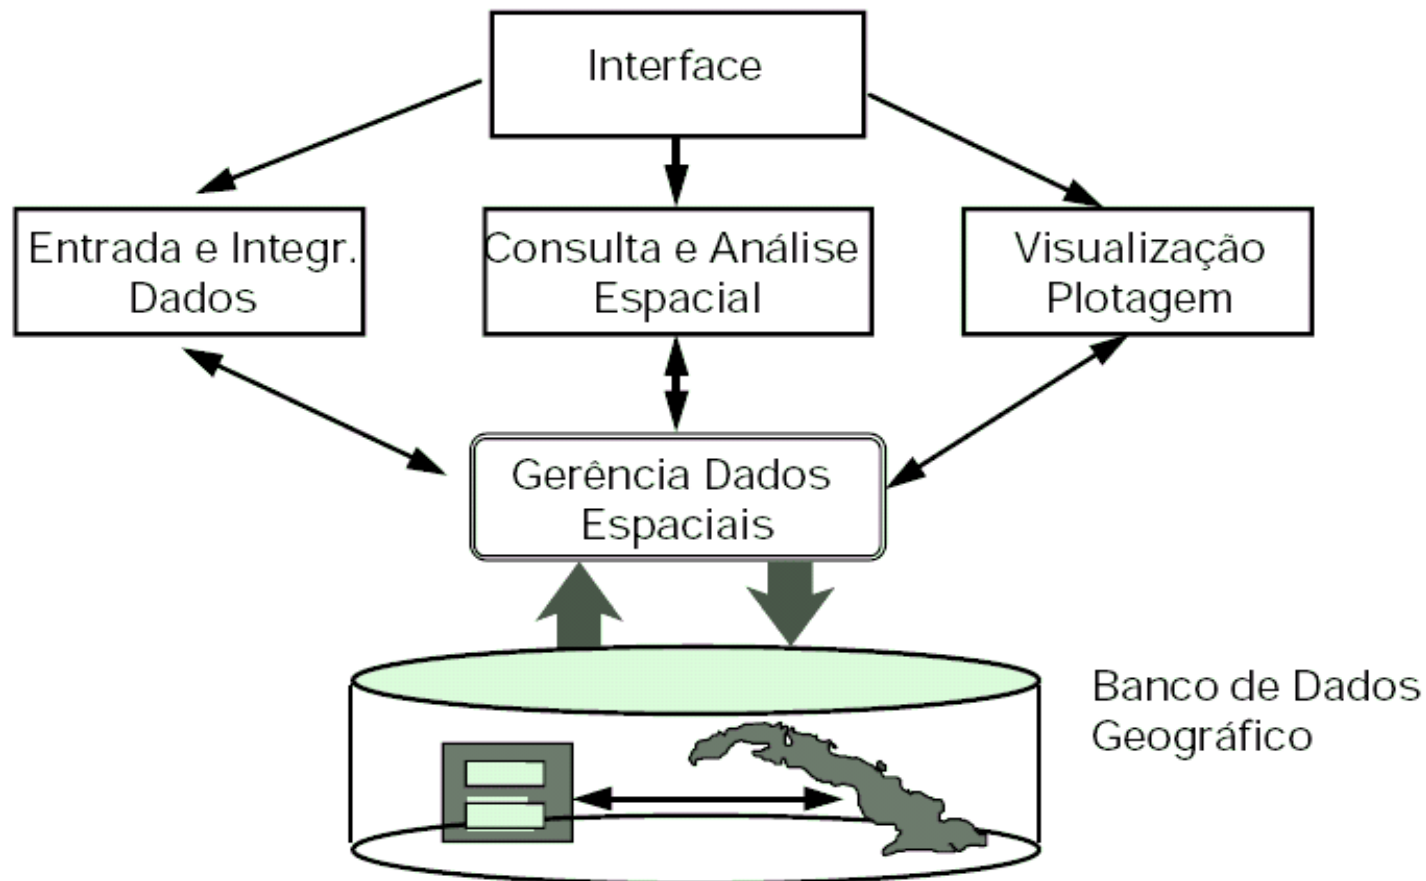 Interface
Entrada e Integr.
Dados
Consulta e Análise
Espacial
Visualização
Plotagem
Gerência Dados
Espaciais
Banco de Dados
Geográfico